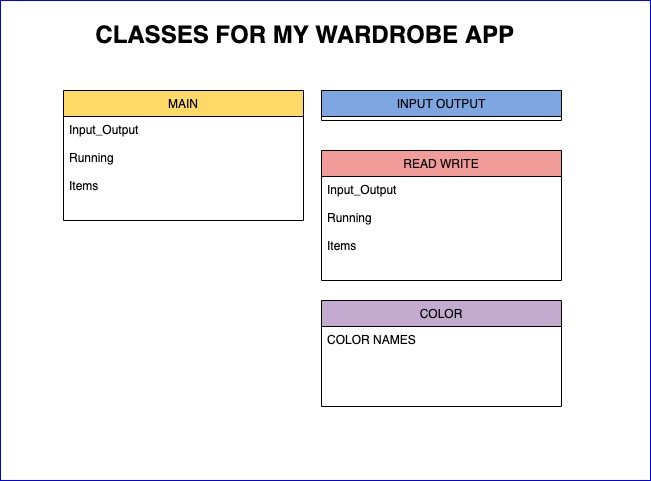 CLASSES FOR MY WARDROBE APP
MAIN
Input_Output
Running
Items
INPUT OUTPUT
READ WRITE
Input_Output
Running
Items
COLOR
COLOR NAMES